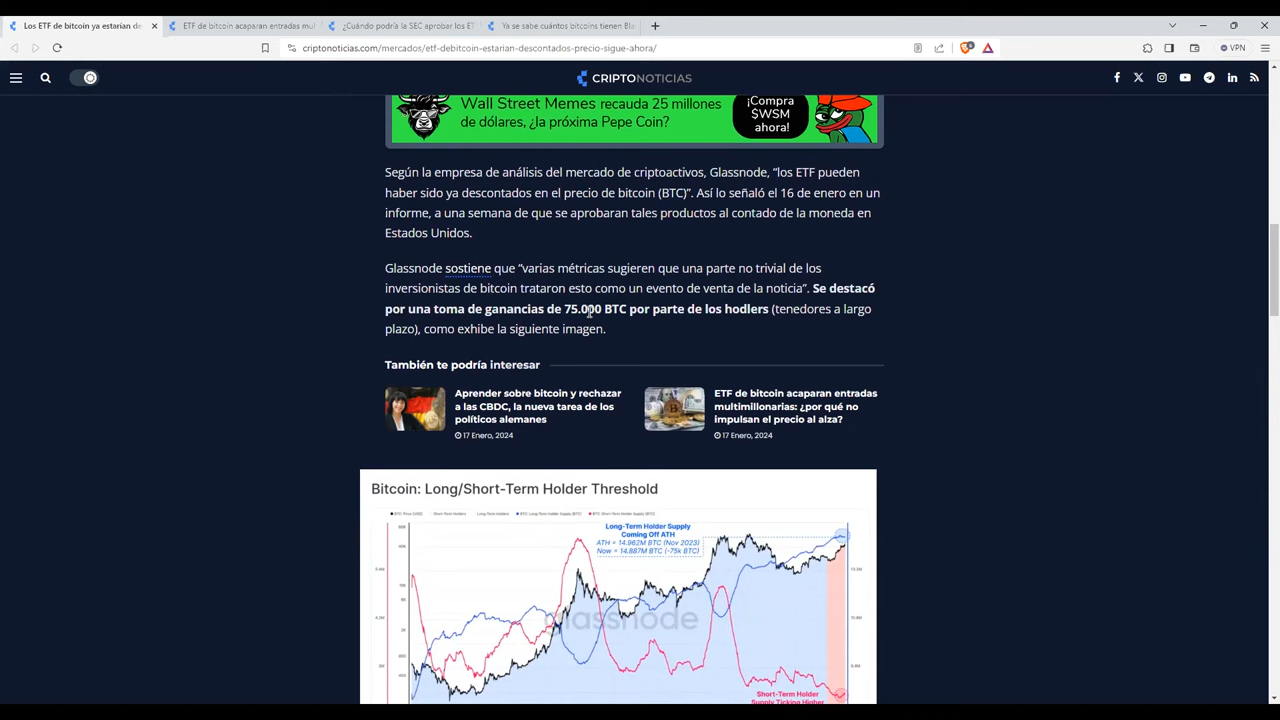 Los ETF de bitcoin ya estarían de
ETF de bitcoin acaparan entradas mul
¿Cuándo podría la SEC aprobar los ET
Ya se sabe cuántos bitcoins tienen Bla
criptonoticias.com/mercados/etf-debitcoin-estarian-descontados-precio-sigue-ahora/
VPN
CRIPTONOTICIAS
Wall Street Memes recauda 25 millones
de dólares, ¿la próxima Pepe Coin?
¡Compra
$WSM
ahora!
Según la empresa de análisis del mercado de criptoactivos, Glassnode, “los ETF pueden
haber sido ya descontados en el precio de bitcoin (BTC)”. Así lo señaló el 16 de enero en un
informe, a una semana de que se aprobaran tales productos al contado de la moneda en
Estados Unidos.
Glassnode sostiene que “varias métricas sugieren que una parte no trivial de los
inversionistas de bitcoin trataron esto como un evento de venta de la noticia”. Se destacó
por una toma de ganancias de 75.000 BTC por parte de los hodlers (tenedores a largo
plazo), como exhibe la siguiente imagen.
También te podría interesar
Aprender sobre bitcoin y rechazar
a las CBDC, la nueva tarea de los
políticos alemanes
17 Enero, 2024
ETF de bitcoin acaparan entradas
multimillonarias: ¿por qué no
impulsan el precio al alza?
17 Enero, 2024
Bitcoin: Long/Short-Term Holder Threshold
Long-Term Holder Supply
Coming Off ATH
ATH = 14.962M BTC (Nov 2023)
Now = 14.887M BTC (-75k BTC)
glassnode
Short-Term Holder
Supply Ticking Higher